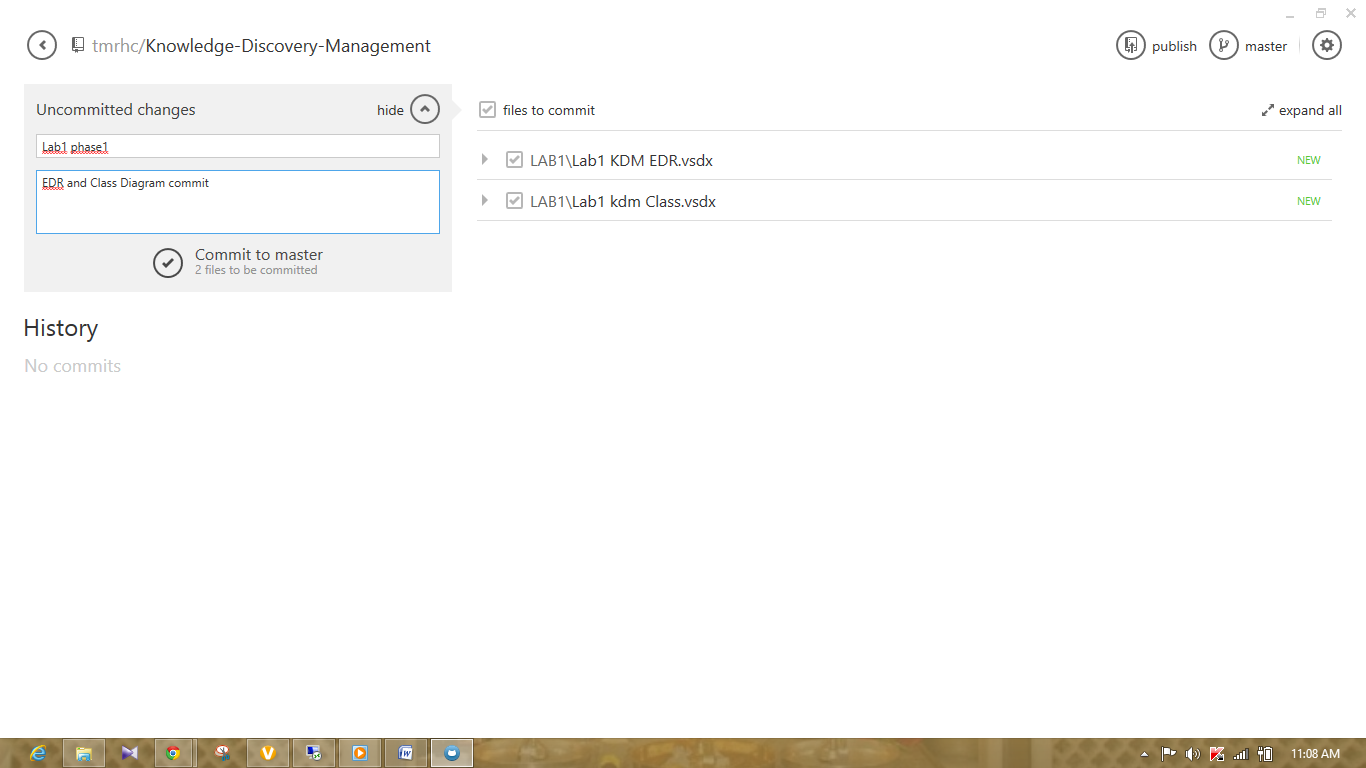 tmrhc/Knowledge-Discovery-Management
publish
master
Uncommitted changes
hide
Lab1 phase1
EDR and Class Diagram commit
Commit to master
2 files to be committed
History
No commits
files to commit
expand all
LAB1\Lab1 KDM EDR.vsdx
NEW
LAB1\Lab1 kdm Class.vsdx
NEW
11:08 AM